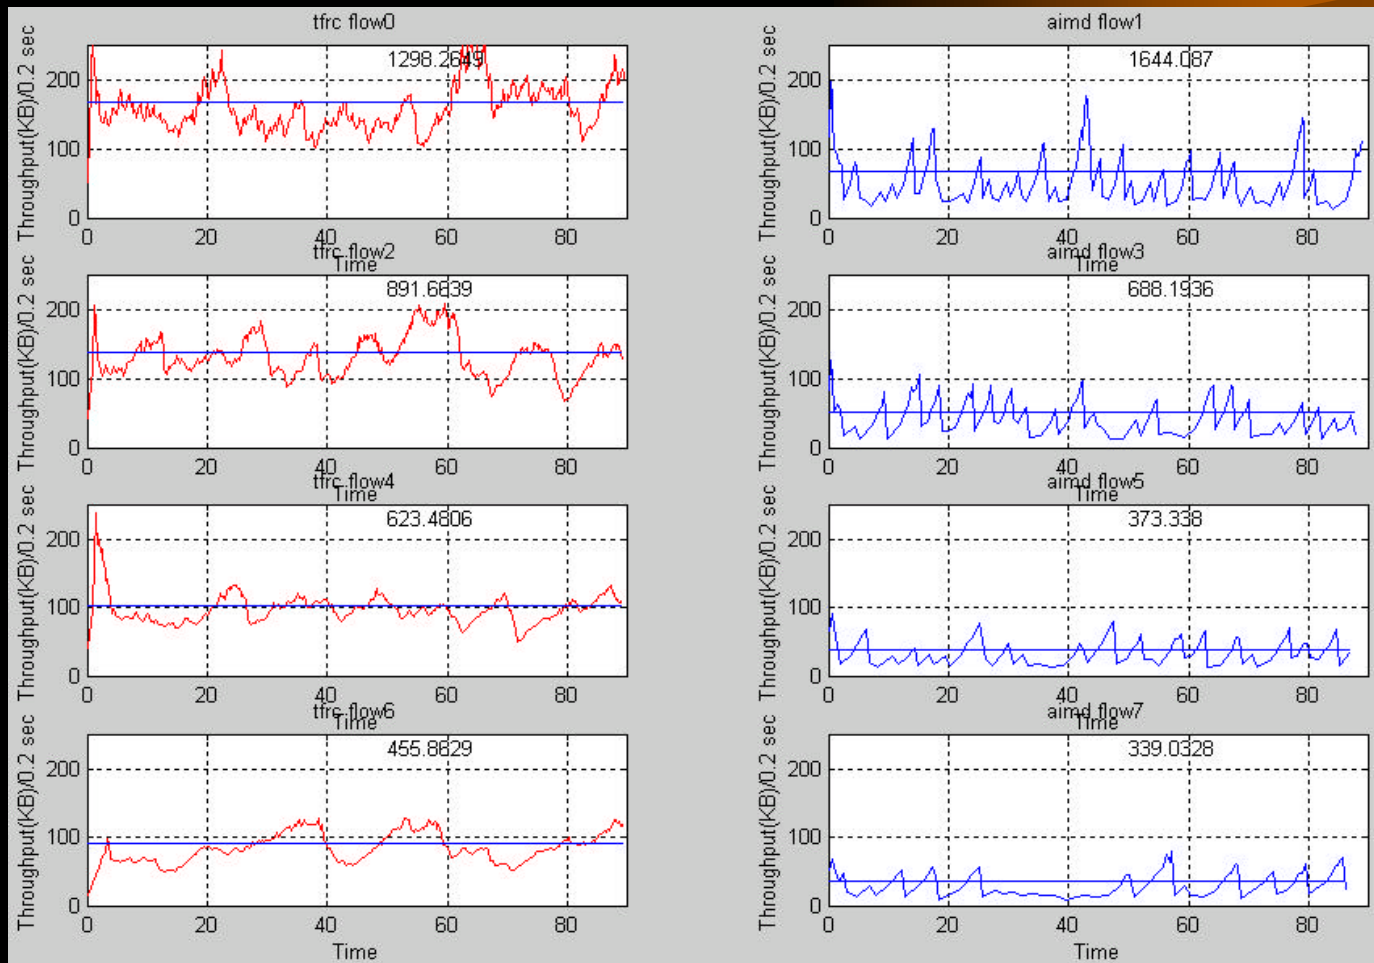 tfrc flow0
1298.2649
Throughput(KB)/0.2 sec
200
100
0
0 20 40 60 80
Time
aimd flow1
1644.087
Throughput(KB)/0.2 sec
200
100
0
0 20 40 60 80
Time
tfrc flow2
891.6639
Throughput(KB)/0.2 sec
200
100
0
0 20 40 60 80
Time
aimd flow3
688.1936
Throughput(KB)/0.2 sec
200
100
0
0 20 40 60 80
Time
tfrc flow4
623.4806
Throughput(KB)/0.2 sec
200
100
0
0 20 40 60 80
Time
aimd flow5
373.338
Throughput(KB)/0.2 sec
200
100
0
0 20 40 60 80
Time
tfrc flow6
455.8829
Throughput(KB)/0.2 sec
200
100
0
0 20 40 60 80
Time
aimd flow7
339.0328
Throughput(KB)/0.2 sec
200
100
0
0 20 40 60 80
Time